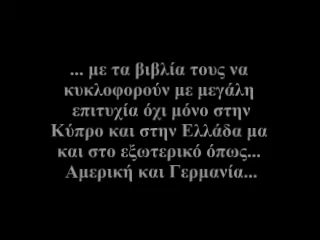 ... με τα βιβλία τους να
κυκλοφορούν με μεγάλη
επιτυχία όχι μόνο στην
Κύπρο και στην Ελλάδα μα
και στο εξωτερικό όπως...
Αμερική και Γερμανία...